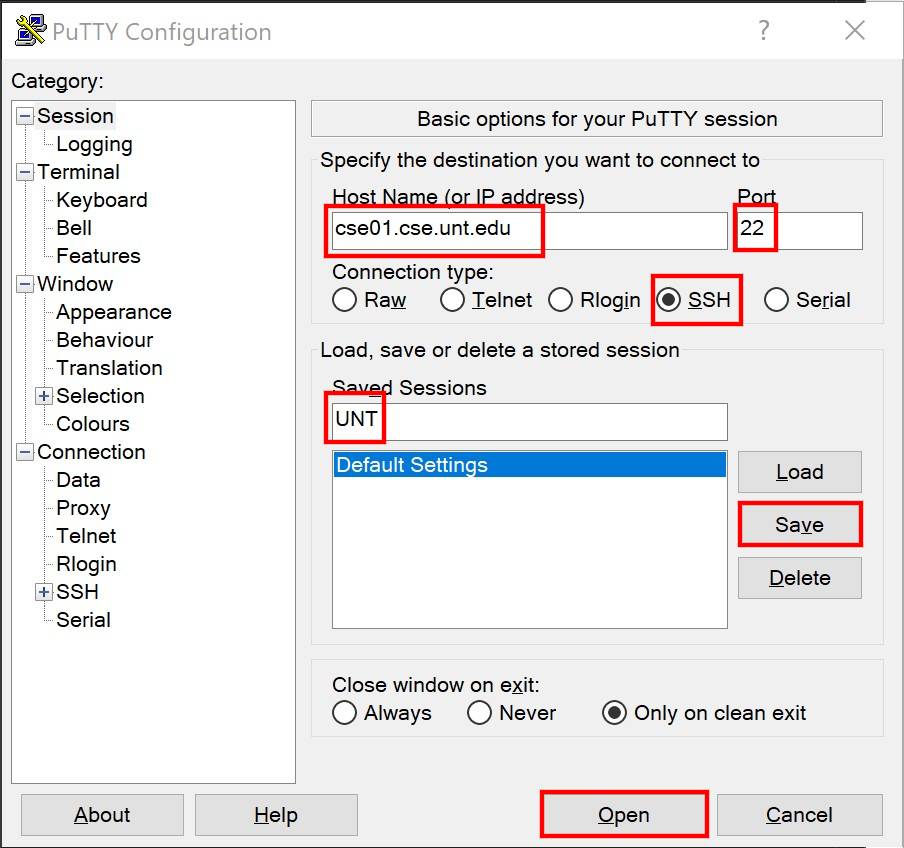 PuTTY Configuration
?
Category:
Session
Logging
Terminal
Keyboard
Bell
Features
Window
Appearance
Behaviour
Translation
Selection
Colours
Connection
Data
Proxy
Telnet
Rlogin
SSH
Serial
Basic options for your PuTTY session
Specify the destination you want to connect to
Host Name (or IP address) Port
cse01.cse.unt.edu 22
Connection type:
Raw Telnet Rlogin SSH Serial
Load, save or delete a stored session
Saved Sessions
UNT
Default Settings
Load
Save
Delete
Close window on exit:
Always Never Only on clean exit
About Help Open Cancel